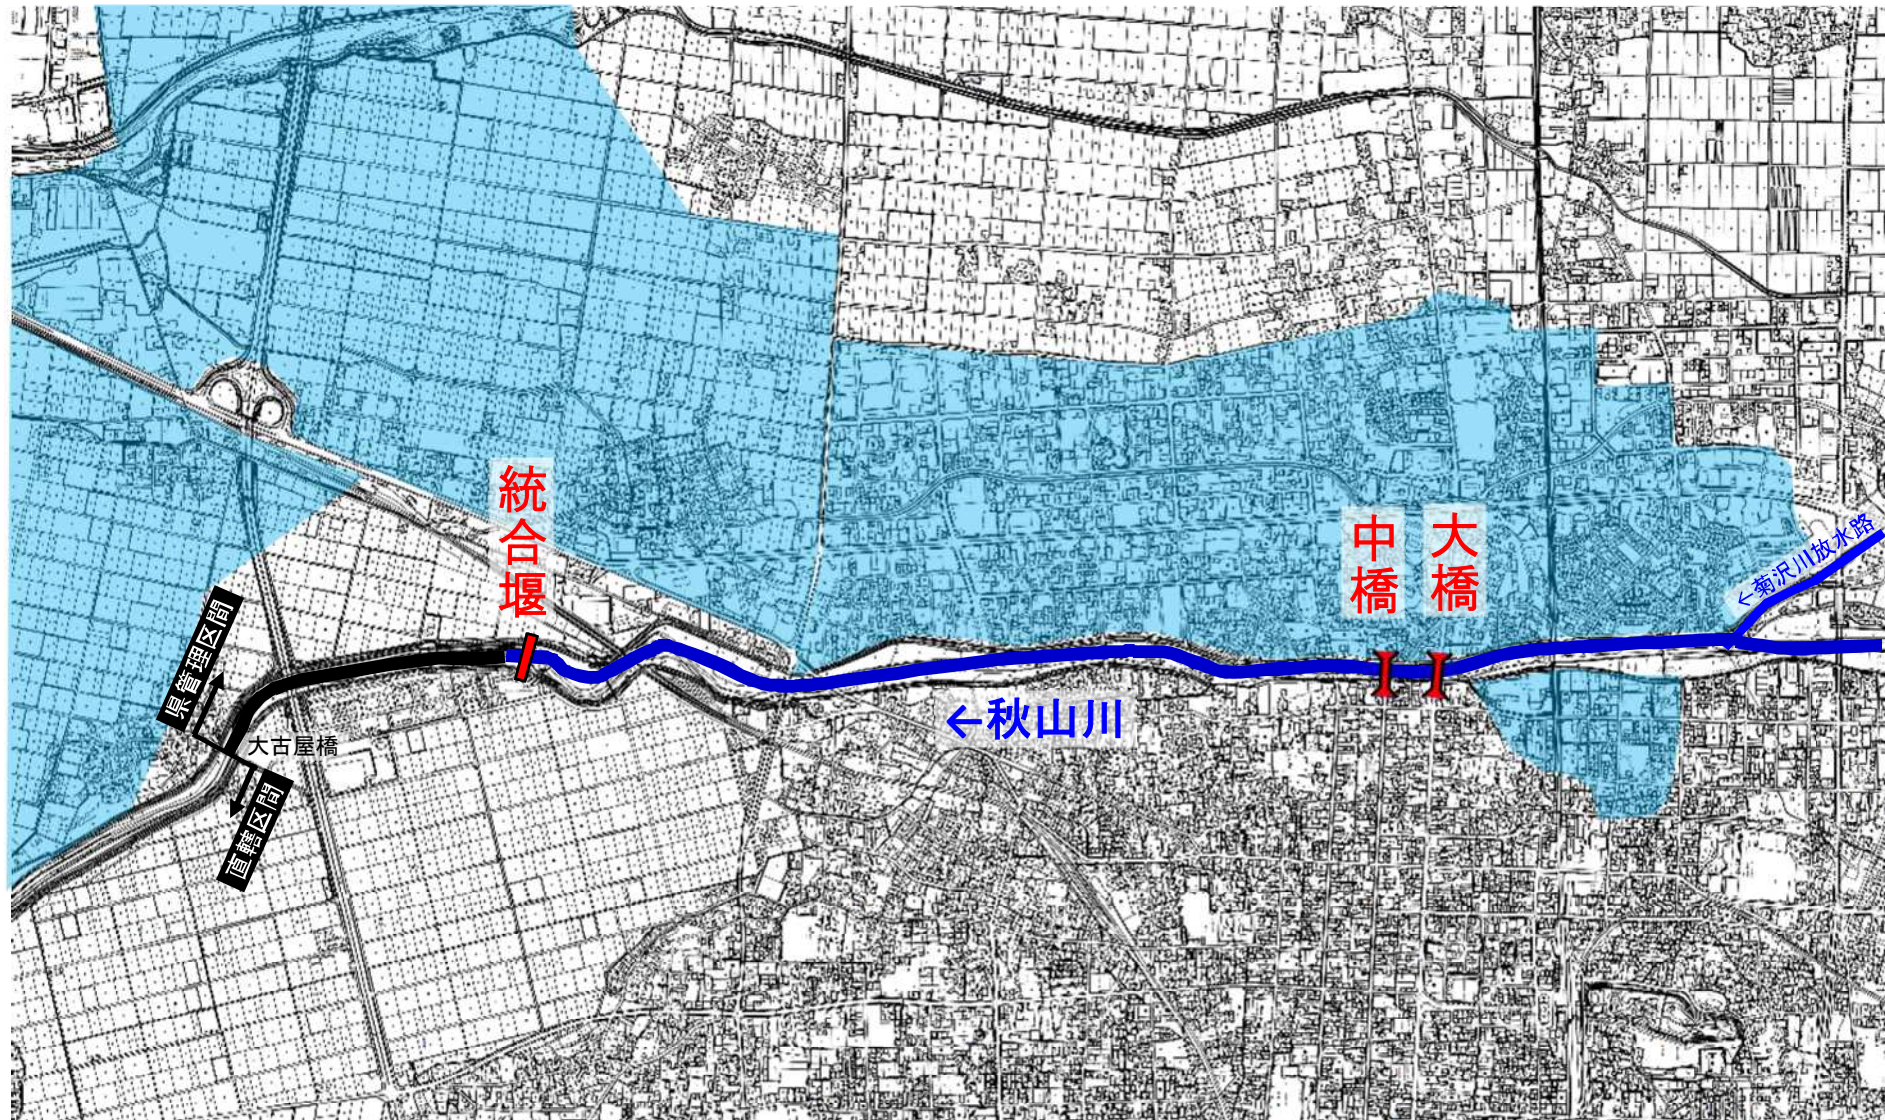 統合堰
中橋
大橋
←菊沢川放水路
県管理区間
←秋山川
大古屋橋
直轄区間